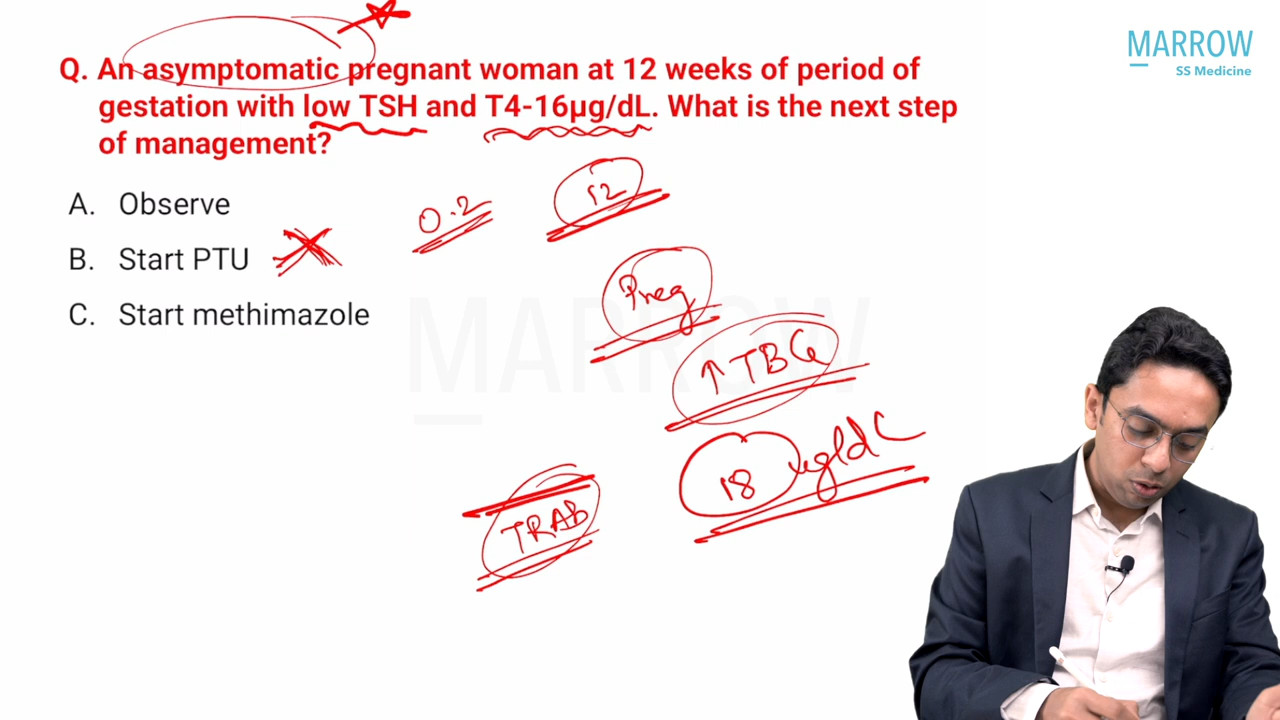 MARROW
SS Medicine
Q. An asymptomatic pregnant woman at 12 weeks of period of
gestation with low TSH and T4-16µg/dL. What is the next step
of management?
A. Observe
B. Start PTU
C. Start methimazole
0.2
12
Preg
↑TBG
18 µg/dL
TRAB
MARROW